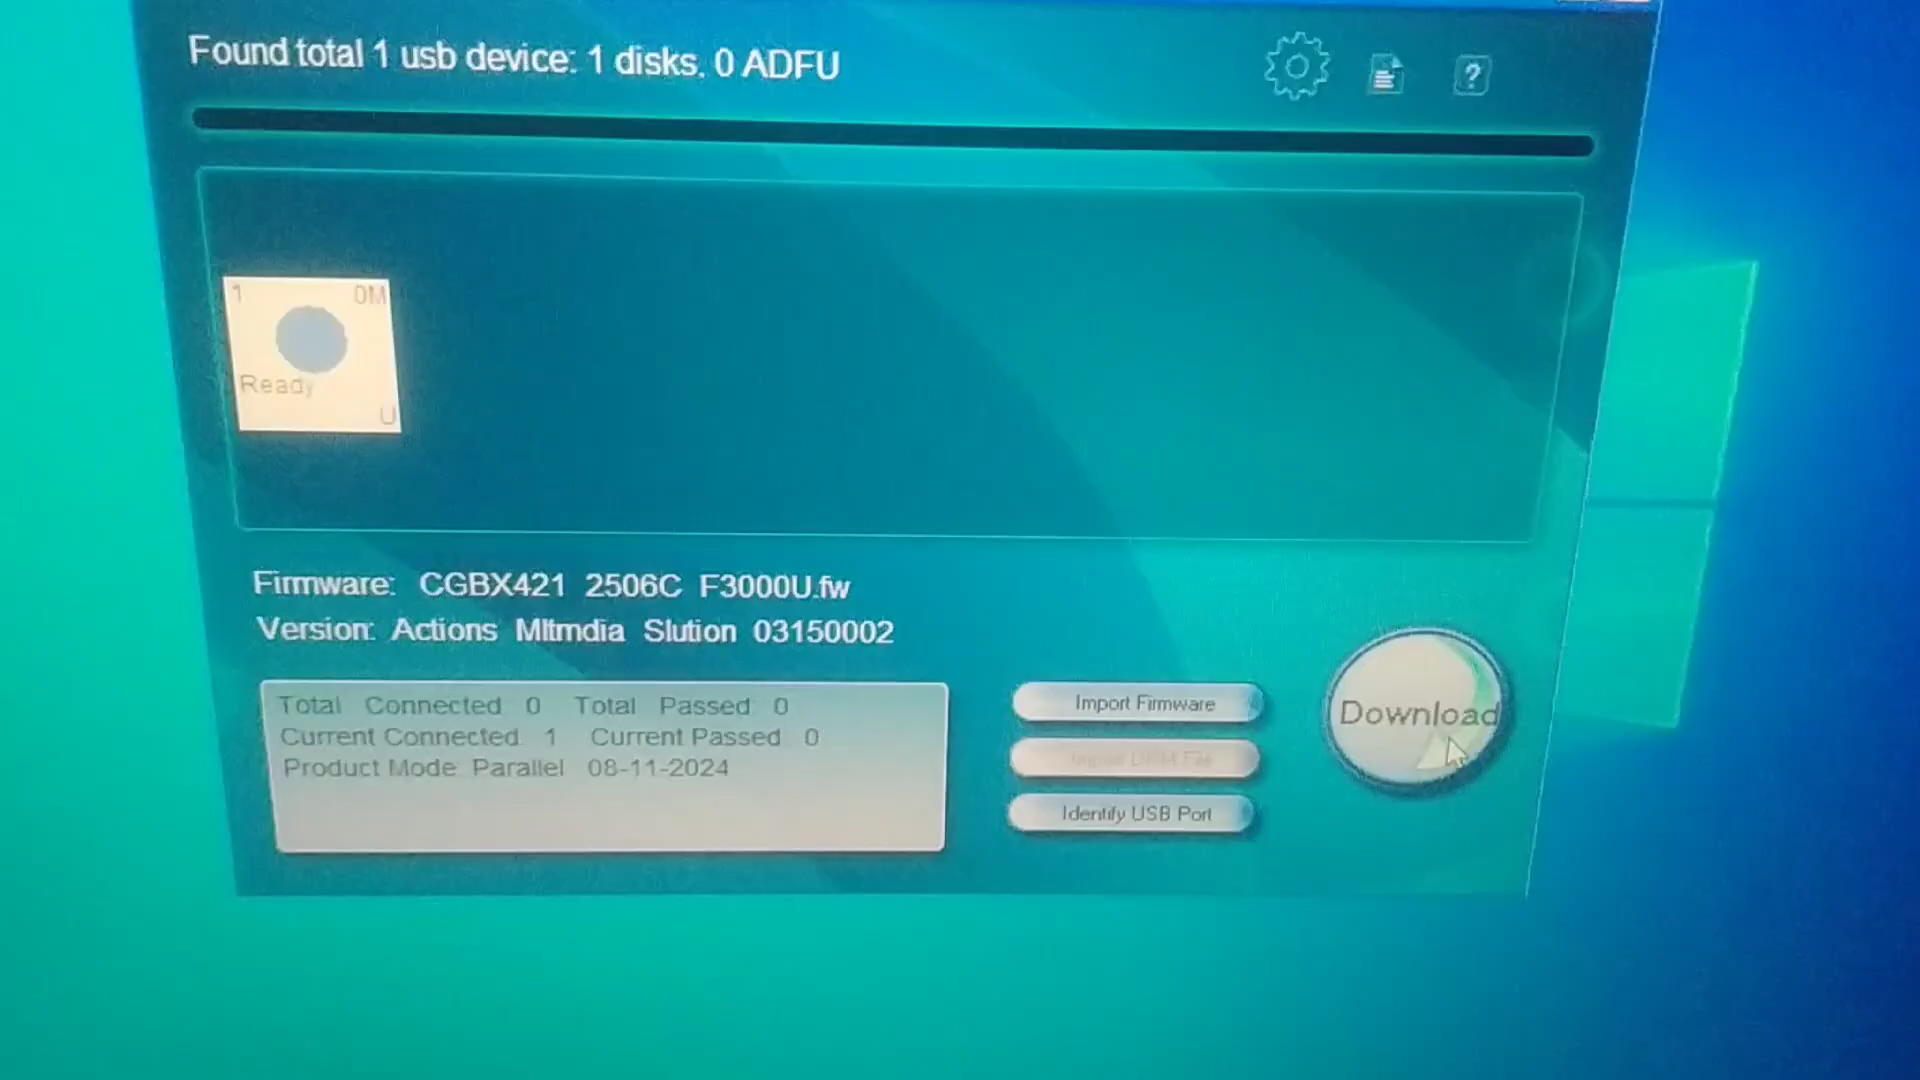 Found total 1 usb device: 1 disks, 0 ADFU
?
1 0M
Ready
U
Firmware: CGBX421 2506C F3000U.fw
Version: Actions Mltmdia Slution 03150002
Total Connected 0 Total Passed 0
Current Connected 1 Current Passed 0
Product Mode Parallel 08-11-2024
Import Firmware
Identify USB Port
Download